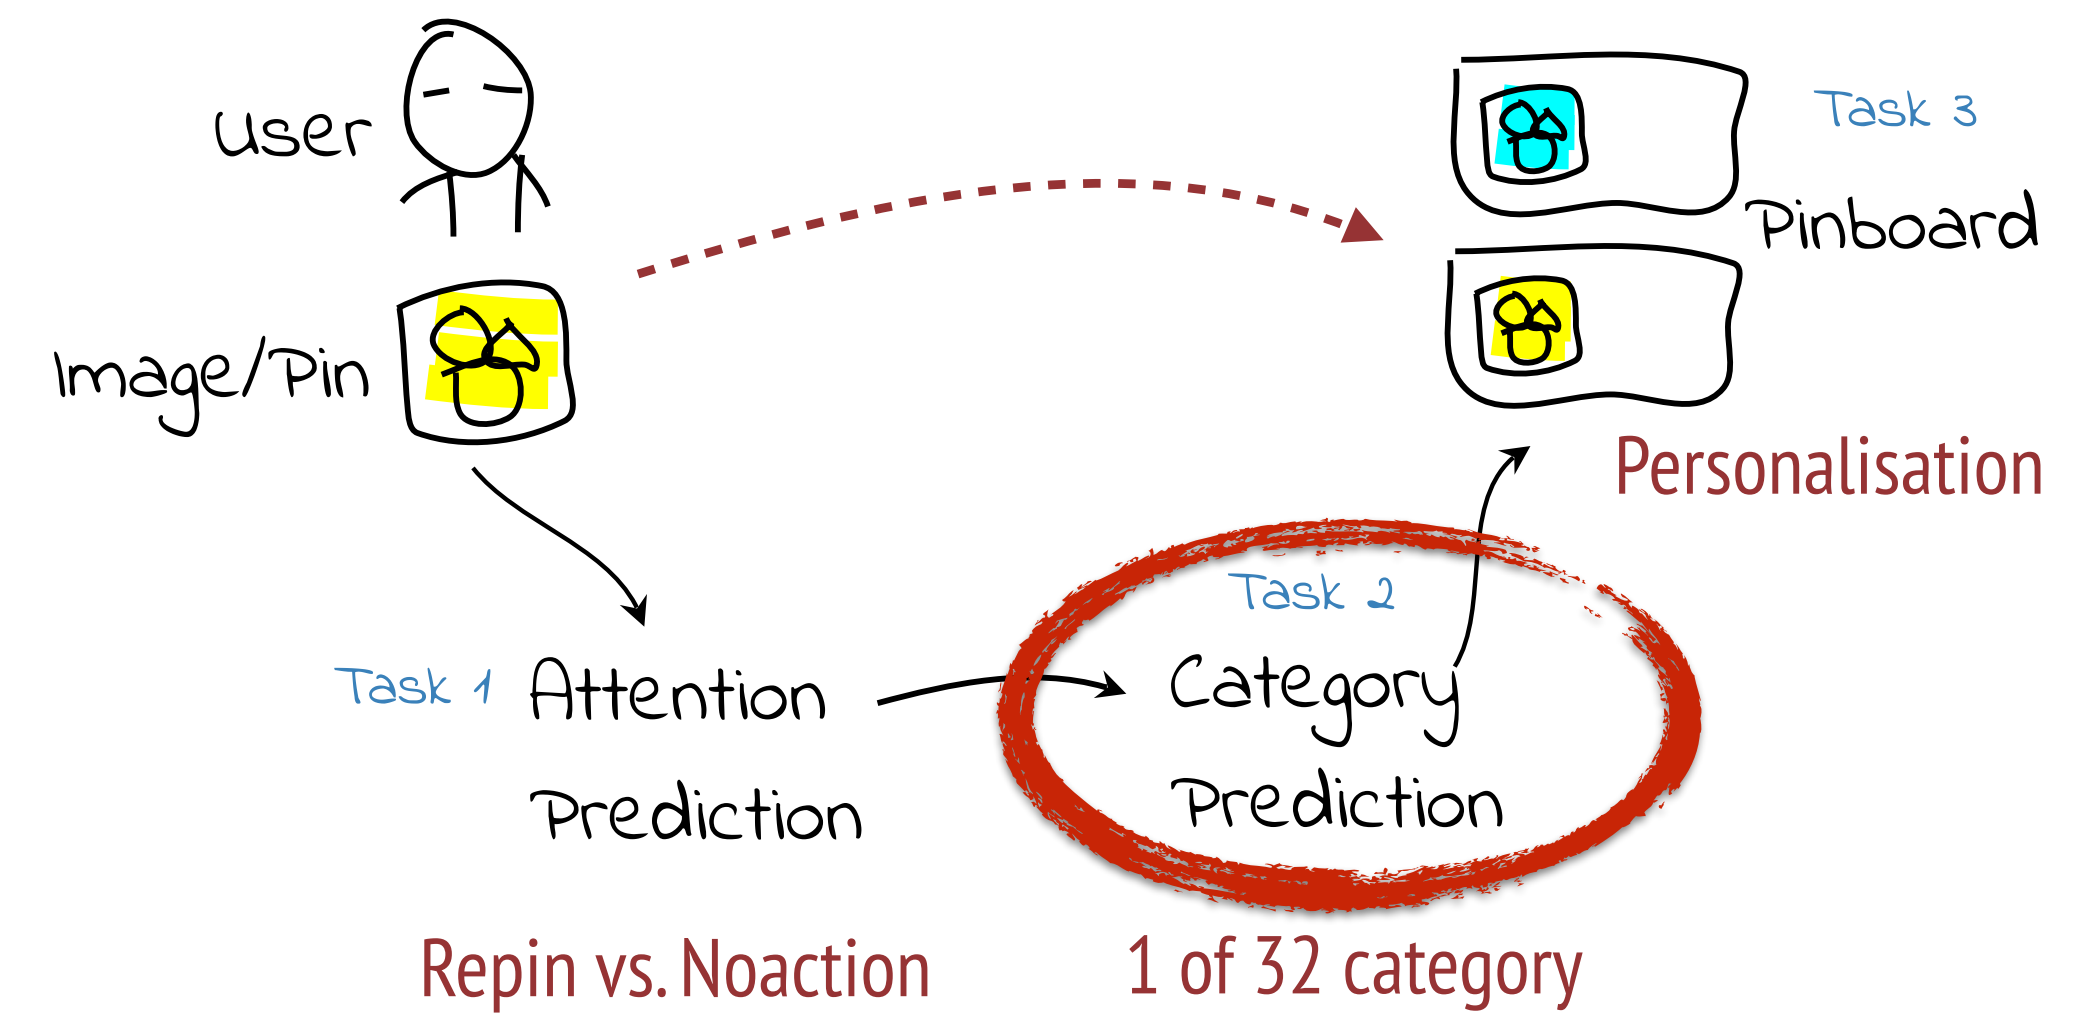 User
Task 3
Pinboard
Image/Pin
Personalisation
Task 2
Task 1
Attention
Prediction
Category
Prediction
Repin vs. Noaction
1 of 32 category